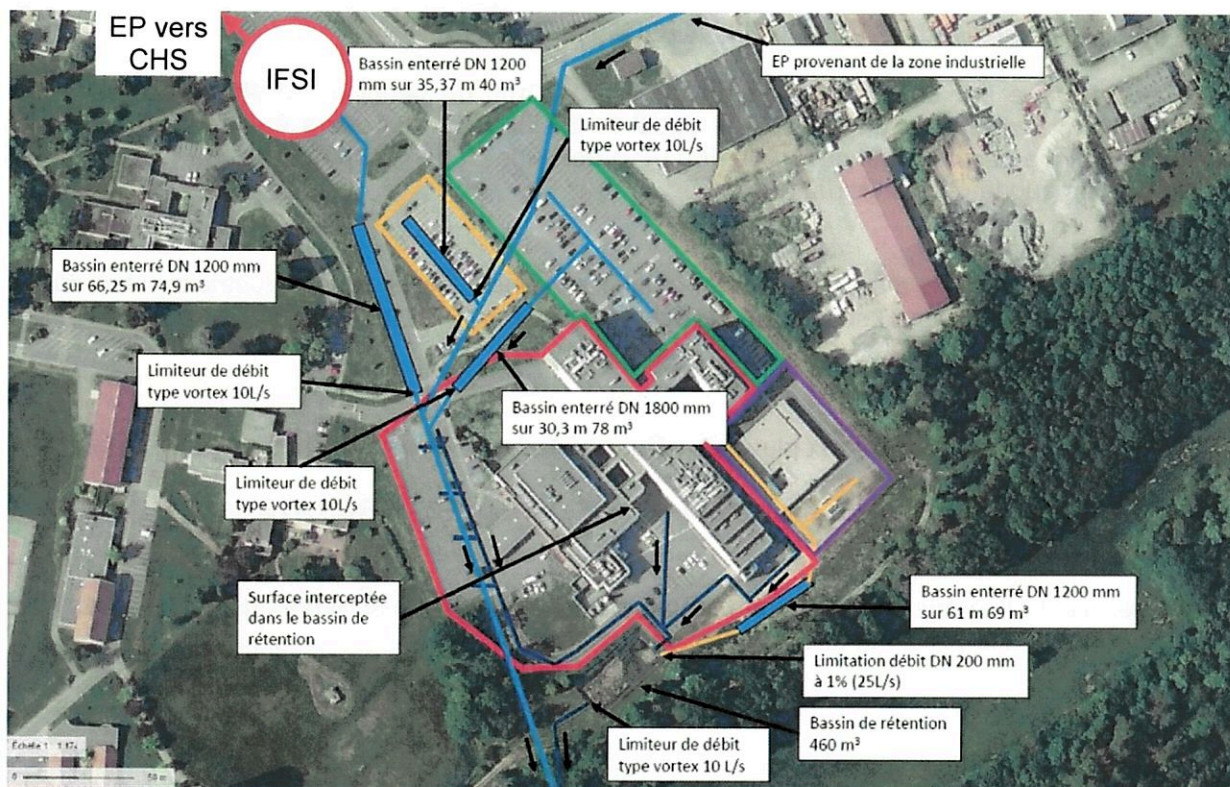 EP vers
CHS
IFSI
Bassin enterré DN 1200
mm sur 35,37 m 40 m³
EP provenant de la zone industrielle
Limiteur de débit
type vortex 10L/s
Bassin enterré DN 1200 mm
sur 66,25 m 74,9 m³
Limiteur de débit
type vortex 10L/s
Bassin enterré DN 1800 mm
sur 30,3 m 78 m³
Limiteur de débit
type vortex 10L/s
Surface interceptée
dans le bassin de
rétention
Bassin enterré DN 1200 mm
sur 61 m 69 m³
Limitation débit DN 200 mm
à 1% (25L/s)
Bassin de rétention
460 m³
Limiteur de débit
type vortex 10 L/s
Échelle 1
0 50 m